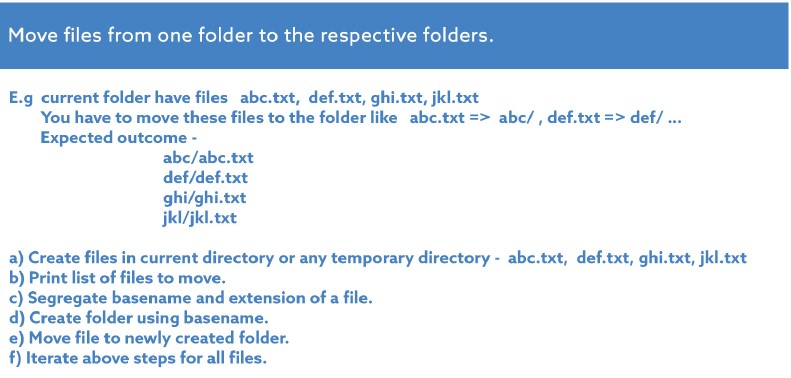 Move files from one folder to the respective folders.
E.g current folder have files abc.txt, def.txt, ghi.txt, jkl.txt
You have to move these files to the folder like abc.txt => abc/ , def.txt => def/ ...
Expected outcome -
abc/abc.txt
def/def.txt
ghi/ghi.txt
jkl/jkl.txt
a) Create files in current directory or any temporary directory - abc.txt, def.txt, ghi.txt, jkl.txt
b) Print list of files to move.
c) Segregate basename and extension of a file.
d) Create folder using basename.
e) Move file to newly created folder.
f) Iterate above steps for all files.